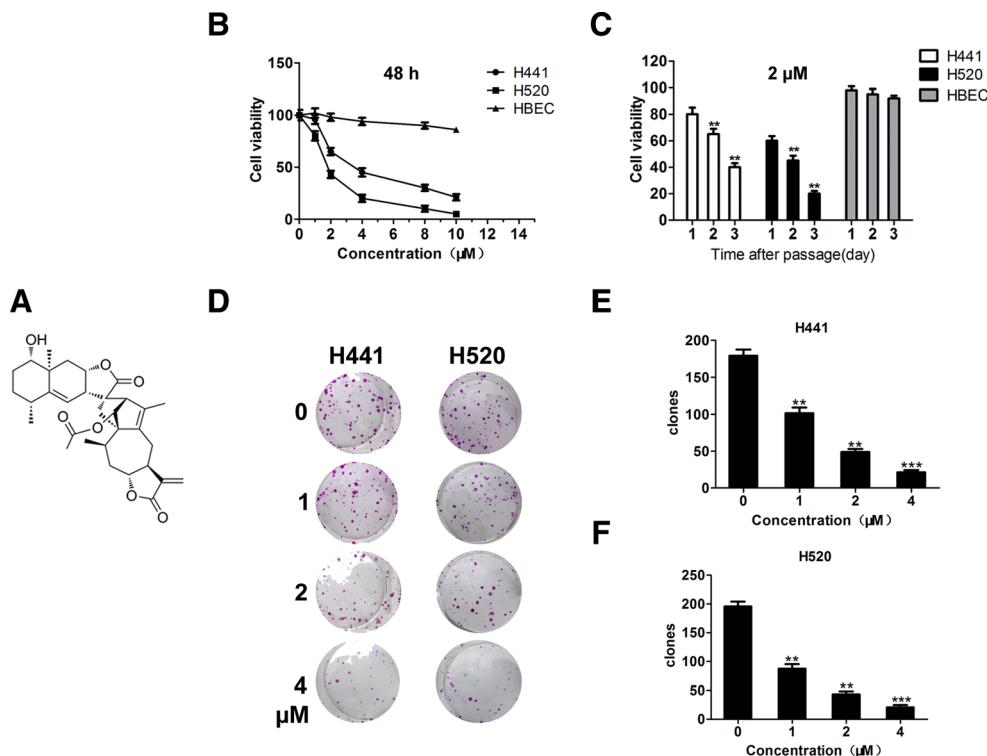 A
OH
O
O
O
O
O
O
B
48 h
H441
H520
HBEC
Cell viability
150
100
50
0
0 2 4 6 8 10 12 14
Concentration (µM)
C
2 µM
H441
H520
HBEC
Cell viability
120
100
80
60
40
20
0
**
**
**
**
1 2 3 1 2 3 1 2 3
Time after passage(day)
D
H441 H520
0
1
2
4
µM
E
H441
clones
200
150
100
50
0
**
**
***
0 1 2 4
Concentration (µM)
F
H520
clones
250
200
150
100
50
0
**
**
***
0 1 2 4
Concentration (µM)